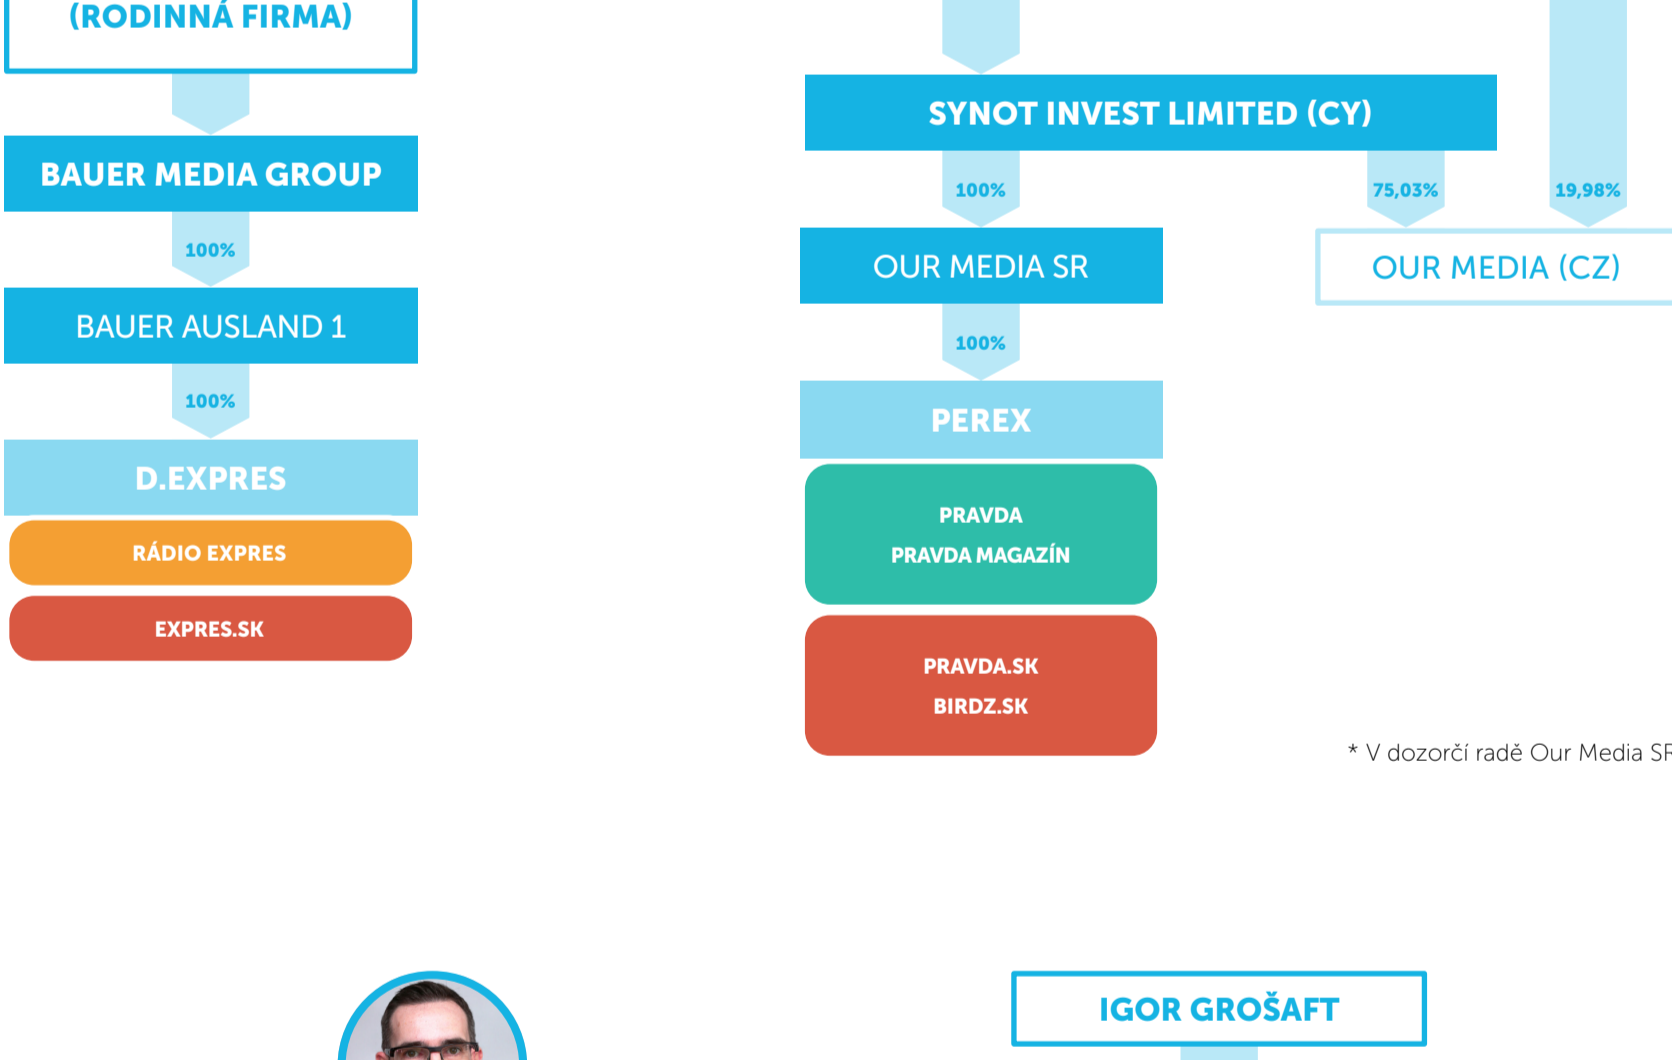 (RODINNÁ FIRMA)
BAUER MEDIA GROUP
100%
BAUER AUSLAND 1
100%
D.EXPRES
RÁDIO EXPRES
EXPRES.SK
SYNOT INVEST LIMITED (CY)
100%
75,03%
19,98%
OUR MEDIA SR
OUR MEDIA (CZ)
100%
PEREX
PRAVDA
PRAVDA MAGAZÍN
PRAVDA.SK
BIRDZ.SK
* V dozorčí radě Our Media SR
IGOR GROŠAFT